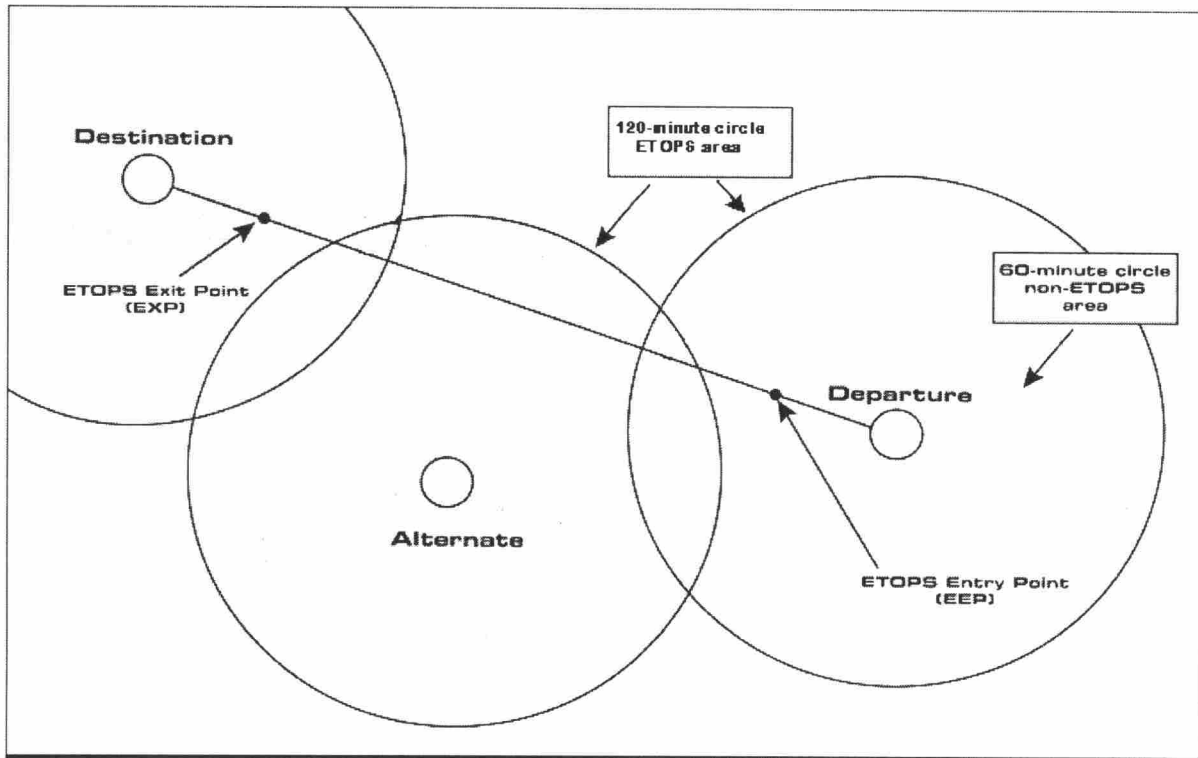 120-minute circle
ETOPS area
Destination
60-minute circle
non-ETOPS
area
ETOPS Exit Point
(EXP)
Departure
Alternate
ETOPS Entry Point
(EEP)